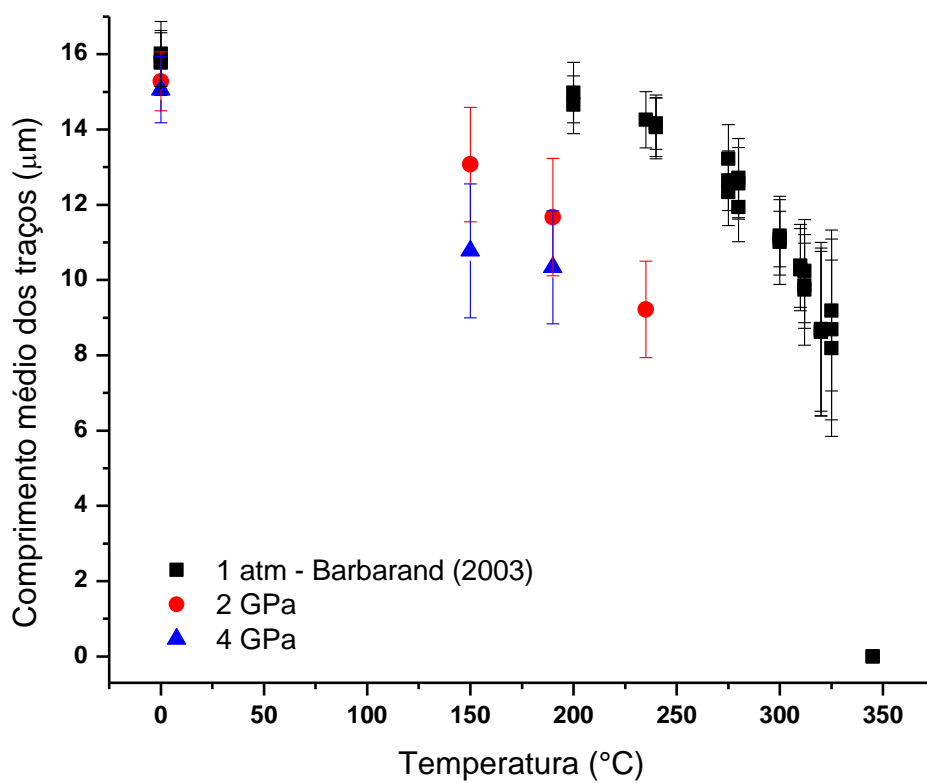 Comprimento médio dos traços (μm)
16
14
12
10
8
6
4
2
0
1 atm - Barbarand (2003)
2 GPa
4 GPa
0 50 100 150 200 250 300 350
Temperatura (°C)